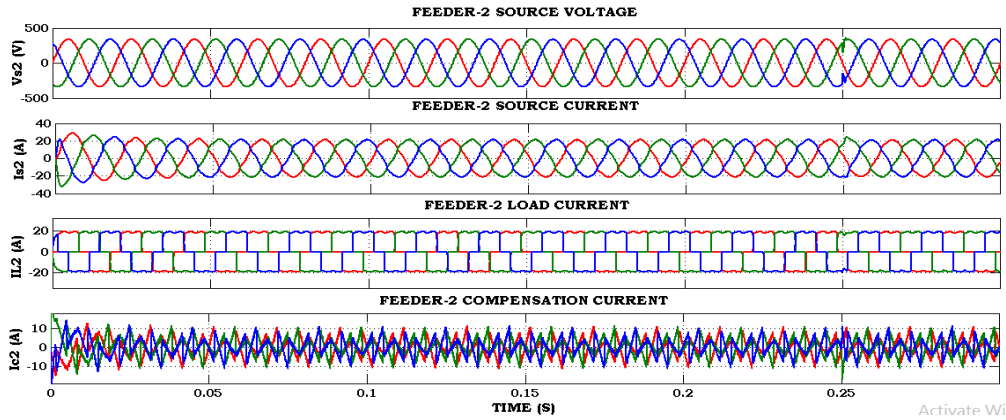 FEEDER-2 SOURCE VOLTAGE
500
0
-500
Vs2 (V)
FEEDER-2 SOURCE CURRENT
40
20
0
-20
-40
Is2 (A)
FEEDER-2 LOAD CURRENT
20
0
-20
IL2 (A)
FEEDER-2 COMPENSATION CURRENT
10
0
-10
Ic2 (A)
0 0.05 0.1 0.15 0.2 0.25
TIME (S)
Activate Wi